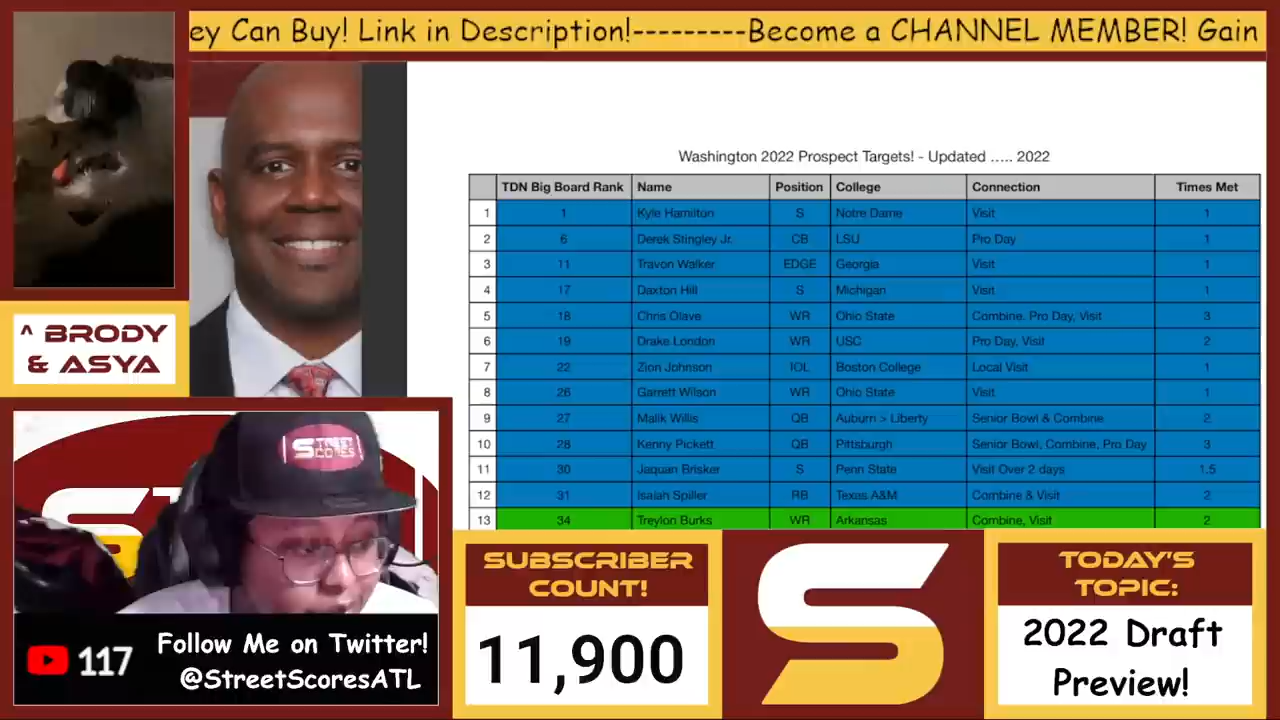 ey Can Buy! Link in Description!---------Become a CHANNEL MEMBER! Gain
Washington 2022 Prospect Targets! - Updated ..... 2022
TDN Big Board Rank Name Position College Connection Times Met
1 1 Kyle Hamilton S Notre Dame Visit 1
2 6 Derek Stingley Jr. CB LSU Pro Day 1
3 11 Travon Walker EDGE Georgia Visit 1
4 17 Daxton Hill S Michigan Visit 1
5 18 Chris Olave WR Ohio State Combine, Pro Day, Visit 3
6 19 Drake London WR USC Pro Day, Visit 2
7 22 Zion Johnson IOL Boston College Local Visit 1
8 26 Garrett Wilson WR Ohio State Visit 1
9 27 Malik Willis QB Auburn > Liberty Senior Bowl & Combine 2
10 28 Kenny Pickett QB Pittsburgh Senior Bowl, Combine, Pro Day 3
11 30 Jaquan Brisker S Penn State Visit Over 2 days 1.5
12 31 Isaiah Spiller RB Texas A&M Combine & Visit 2
13 34 Treylon Burks WR Arkansas Combine, Visit 2
^ BRODY
& ASYA
STREET
SCORES
117
Follow Me on Twitter!
@StreetScoresATL
SUBSCRIBER
COUNT!
11,900
S
TODAY'S
TOPIC:
2022 Draft
Preview!